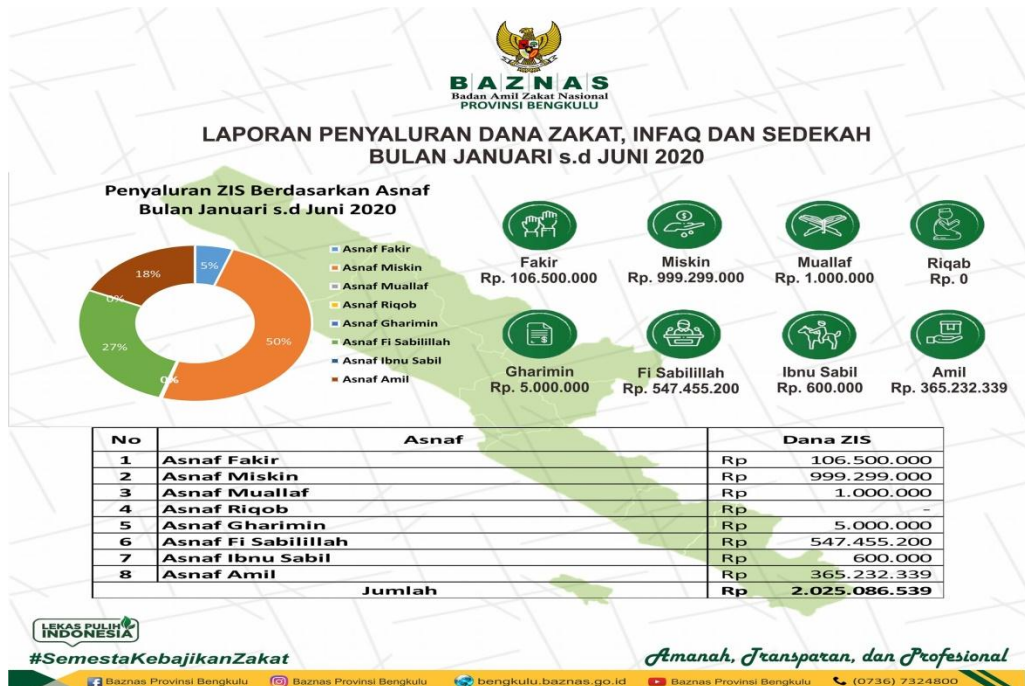 BAZNAS
Badan Amil Zakat Nasional
PROVINSI BENGKULU
LAPORAN PENYALURAN DANA ZAKAT, INFAQ DAN SEDEKAH
BULAN JANUARI s.d JUNI 2020
Penyaluran ZIS Berdasarkan Asnaf
Bulan Januari s.d Juni 2020
5%
50%
0%
27%
0%
18%
Asnaf Fakir
Asnaf Miskin
Asnaf Muallaf
Asnaf Riqob
Asnaf Gharimin
Asnaf Fi Sabilillah
Asnaf Ibnu Sabil
Asnaf Amil
Fakir
Rp. 106.500.000
Miskin
Rp. 999.299.000
Muallaf
Rp. 1.000.000
Riqab
Rp. 0
Gharimin
Rp. 5.000.000
Fi Sabilillah
Rp. 547.455.200
Ibnu Sabil
Rp. 600.000
Amil
Rp. 365.232.339
No Asnaf Dana ZIS
1 Asnaf Fakir Rp 106.500.000
2 Asnaf Miskin Rp 999.299.000
3 Asnaf Muallaf Rp 1.000.000
4 Asnaf Riqob Rp -
5 Asnaf Gharimin Rp 5.000.000
6 Asnaf Fi Sabilillah Rp 547.455.200
7 Asnaf Ibnu Sabil Rp 600.000
8 Asnaf Amil Rp 365.232.339
Jumlah Rp 2.025.086.539
LEKAS PULIH
INDONESIA
#SemestaKebajikanZakat
Amanah, Transparan, dan Profesional
Baznas Provinsi Bengkulu Baznas Provinsi Bengkulu bengkulu.baznas.go.id Baznas Provinsi Bengkulu (0736) 7324800